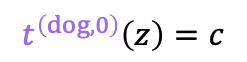 t^(dog,0)(z) = c